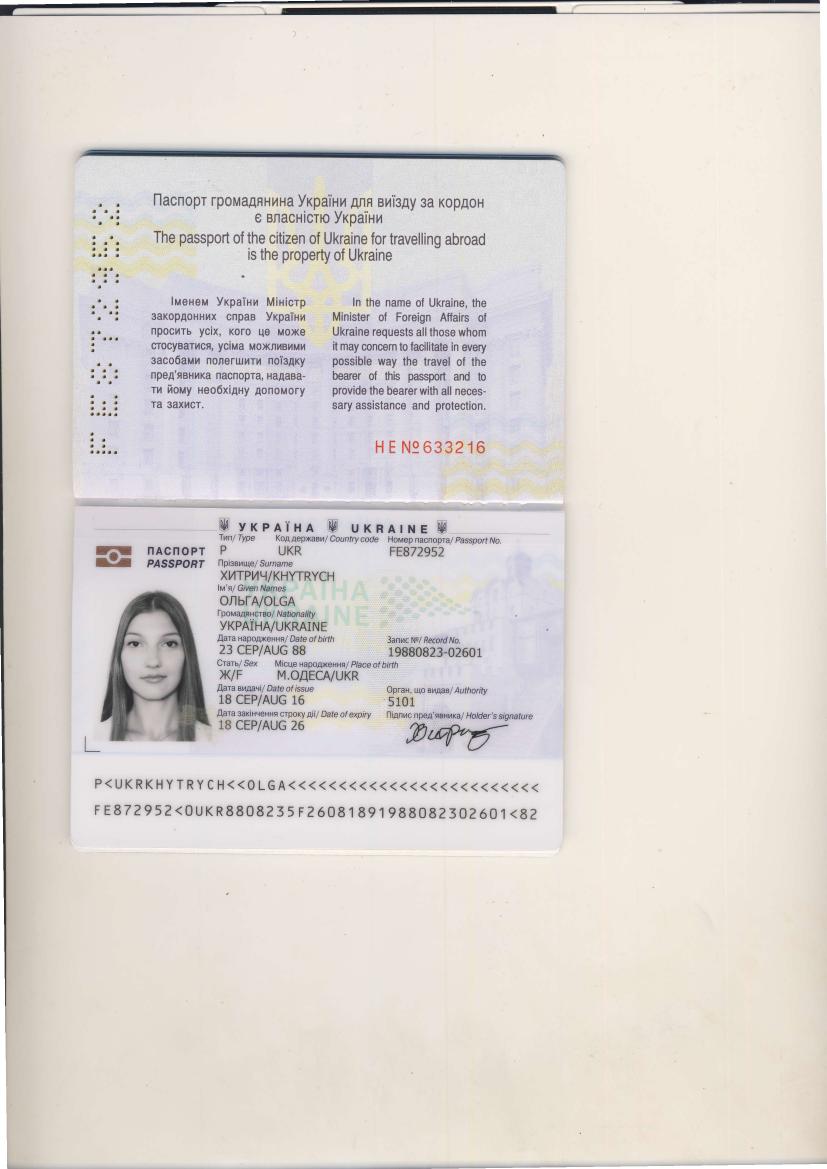 Паспорт громадянина України для виїзду за кордон
є власністю України
The passport of the citizen of Ukraine for travelling abroad
is the property of Ukraine
FE872952
Іменем України Міністр
закордонних справ України
просить усіх, кого це може
стосуватися, усіма можливими
засобами полегшити поїздку
пред'явника паспорта, надава-
ти йому необхідну допомогу
та захист.
In the name of Ukraine, the
Minister of Foreign Affairs of
Ukraine requests all those whom
it may concern to facilitate in every
possible way the travel of the
bearer of this passport and to
provide the bearer with all neces-
sary assistance and protection.
НЕ №633216
УКРАЇНА UKRAINE
ПАСПОРТ
PASSPORT
Тип/ Type Код держави/ Country code Номер паспорта/ Passport No.
P UKR FE872952
Прізвище/ Surname
ХИТРИЧ/KHYTRYCH
Ім'я/ Given Names
ОЛЬГА/OLGA
Громадянство/ Nationality
УКРАЇНА/UKRAINE
УКРАЇНА
UKRAINE
Дата народження/ Date of birth Запис №/ Record No.
23 СЕР/AUG 88 19880823-02601
Стать/ Sex Місце народження/ Place of birth
Ж/F М.ОДЕСА/UKR
Дата видачі/ Date of issue Орган, що видав/ Authority
18 СЕР/AUG 16 5101
Дата закінчення строку дії/ Date of expiry Підпис пред'явника/ Holder's signature
18 СЕР/AUG 26
P<UKRKHYTRYCH<<OLGA<<<<<<<<<<<<<<<<<<<<<<<<<
FE872952<0UKR8808235F2608189198808230​2601<82